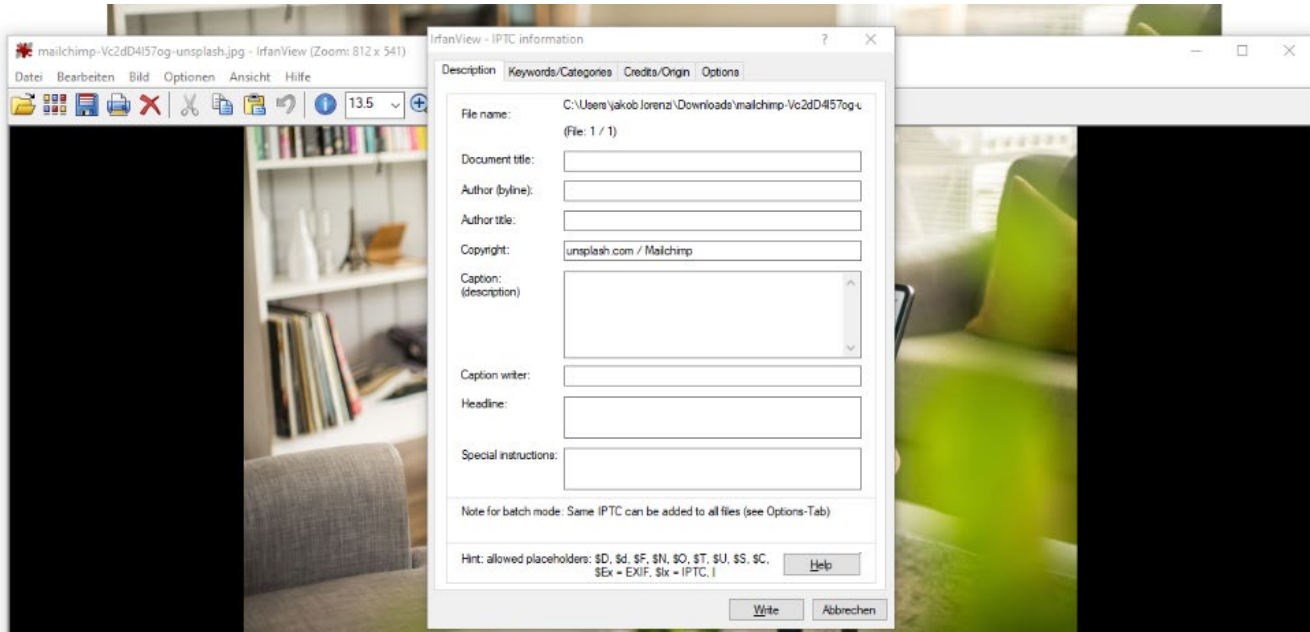 mailchimp-Vc2dD4l57og-unsplash.jpg - IrfanView (Zoom: 812 x 541)
Datei Bearbeiten Bild Optionen Ansicht Hilfe
13.5
IrfanView - IPTC information
Description Keywords/Categories Credits/Origin Options
File name: C:\Users\jakob.lorenzi\Downloads\mailchimp-Vc2dD4l57og-u
(File: 1 / 1)
Document title:
Author (byline):
Author title:
Copyright: unsplash.com / Mailchimp
Caption:
(description)
Caption writer:
Headline:
Special instructions:
Note for batch mode: Same IPTC can be added to all files (see Options-Tab)
Hint: allowed placeholders: $D, $d, $F, $N, $O, $T, $U, $S, $C,
$Ex = EXIF, $Ix = IPTC, |
Help
Write Abbrechen